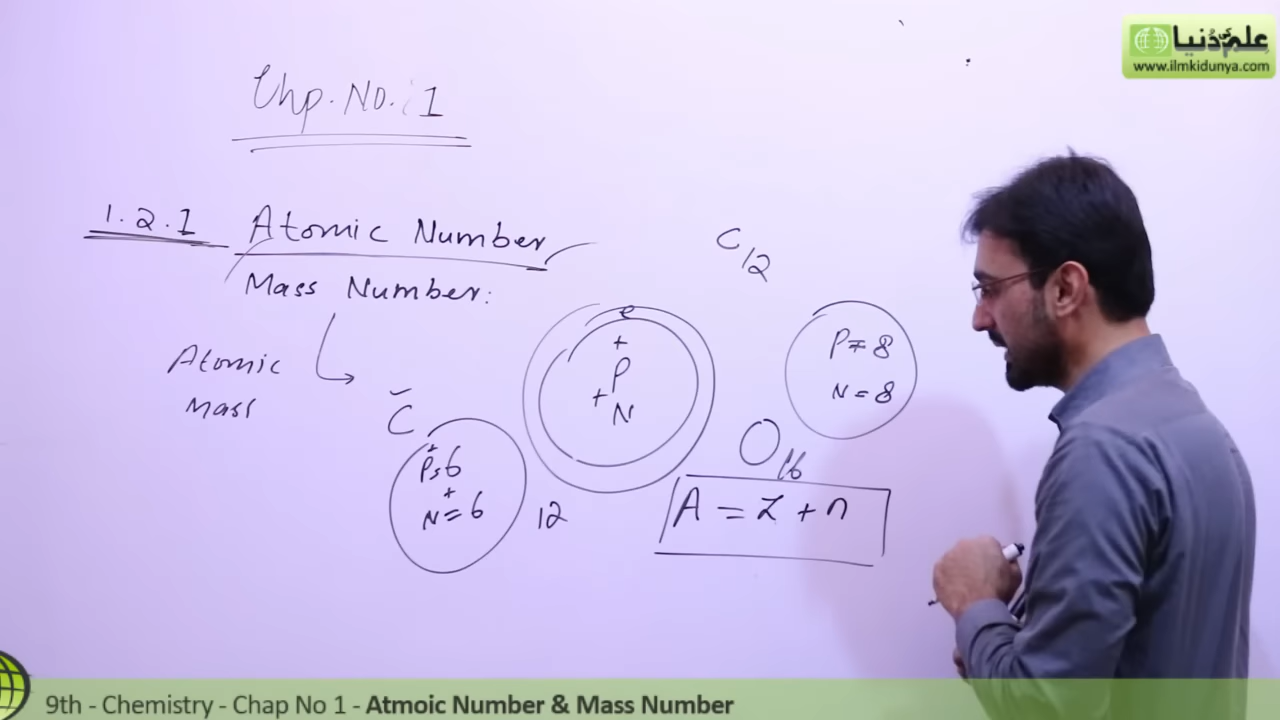 علم کی دُنیا
www.ilmkidunya.com
Chp. No. 1
1.2.1 Atomic Number
Mass Number:
Atomic
Mass
C
P=6
+
N=6
12
e
+
P
+
N
C12
P=8
N=8
O16
A = Z + n
9th - Chemistry - Chap No 1 - Atmoic Number & Mass Number